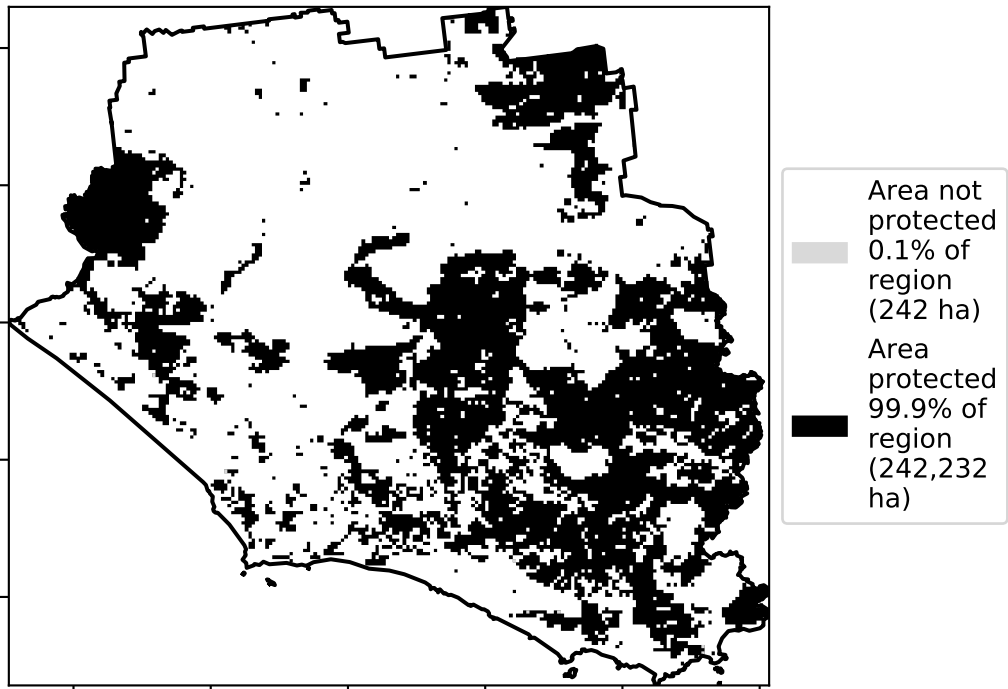 Area not
protected
0.1% of
region
(242 ha)
Area
protected
99.9% of
region
(242,232
ha)